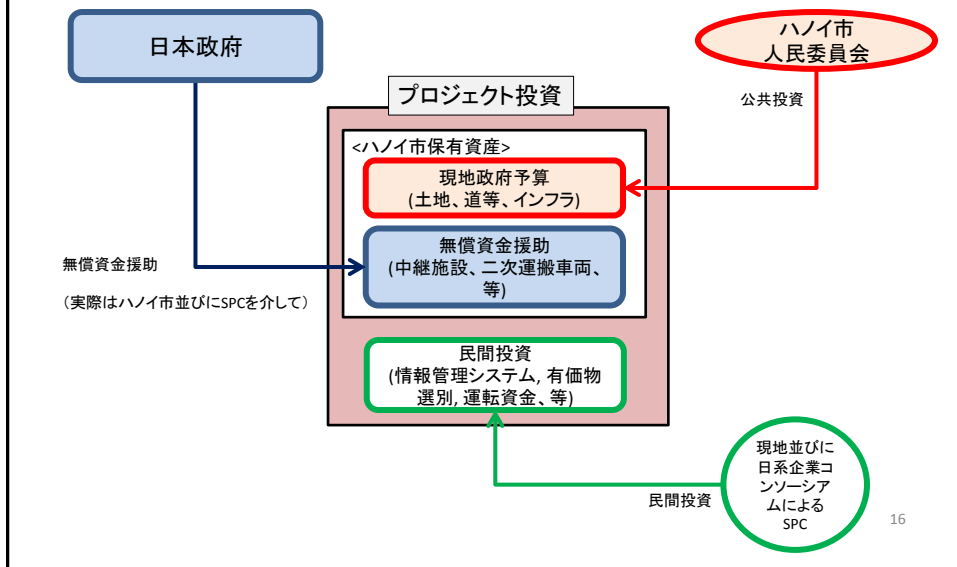 日本政府
ハノイ市
人民委員会
公共投資
プロジェクト投資
<ハノイ市保有資産>
現地政府予算
(土地、道等、インフラ)
無償資金援助
(中継施設、二次運搬車両、
等)
無償資金援助
（実際はハノイ市並びにSPCを介して）
民間投資
(情報管理システム, 有価物
選別, 運転資金、等)
民間投資
現地並びに
日系企業コ
ンソーシア
ムによる
SPC
16